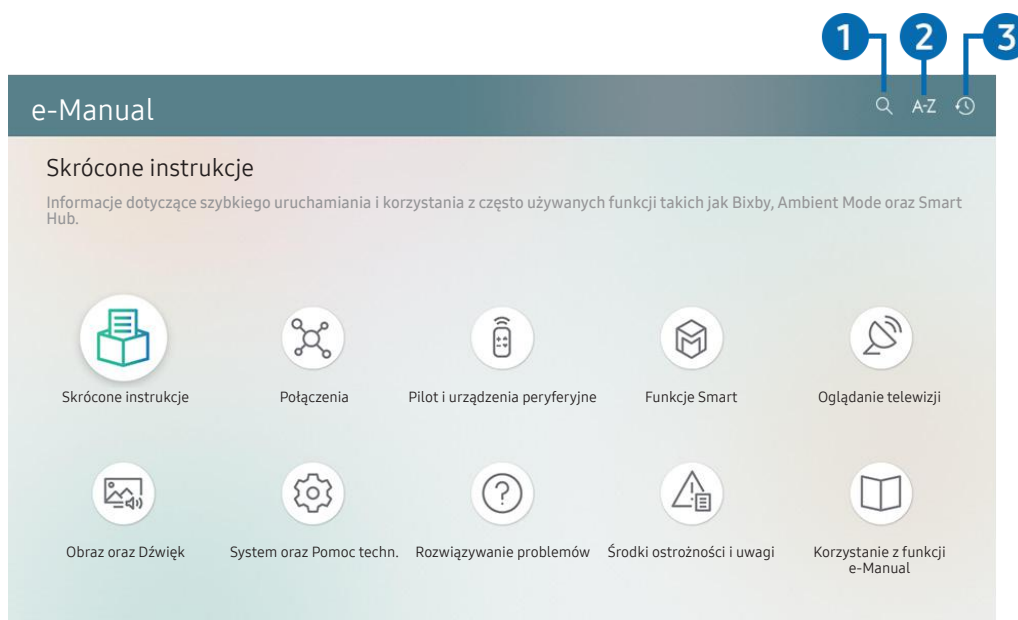 1 2 3
e-Manual
A-Z
Skrócone instrukcje
Informacje dotyczące szybkiego uruchamiania i korzystania z często używanych funkcji takich jak Bixby, Ambient Mode oraz Smart
Hub.
Skrócone instrukcje
Połączenia
Pilot i urządzenia peryferyjne
Funkcje Smart
Oglądanie telewizji
Obraz oraz Dźwięk
System oraz Pomoc techn.
Rozwiązywanie problemów
Środki ostrożności i uwagi
Korzystanie z funkcji
e-Manual